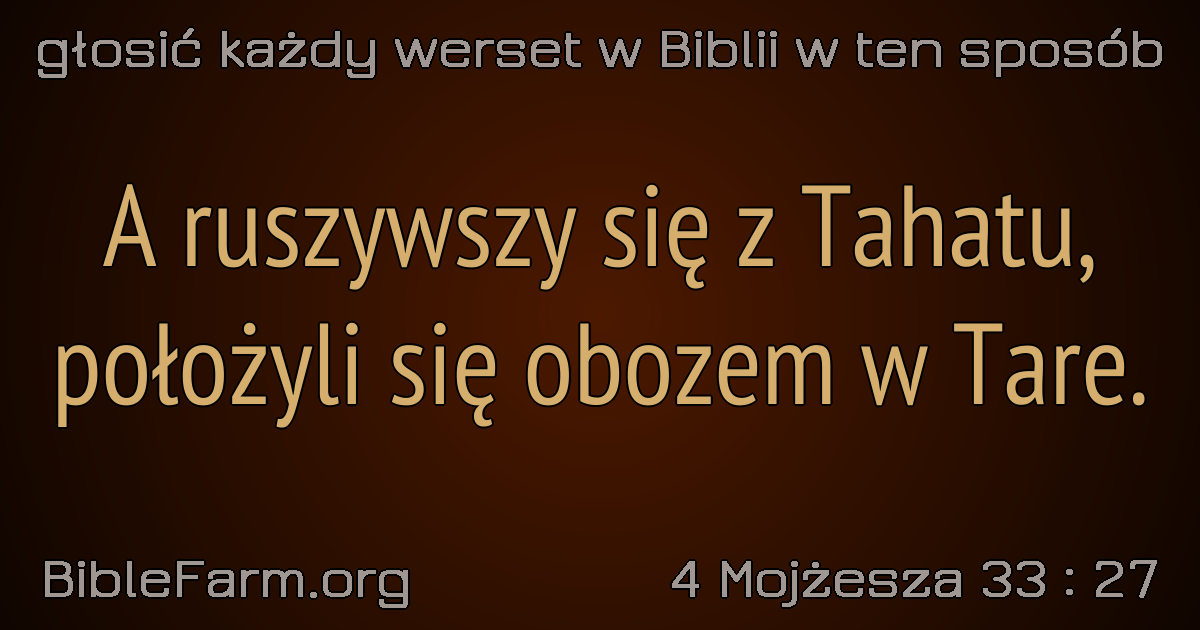 głosić każdy werset w Biblii w ten sposób
A ruszywszy się z Tahatu,
położyli się obozem w Tare.
BibleFarm.org
4 Mojżesza 33 : 27